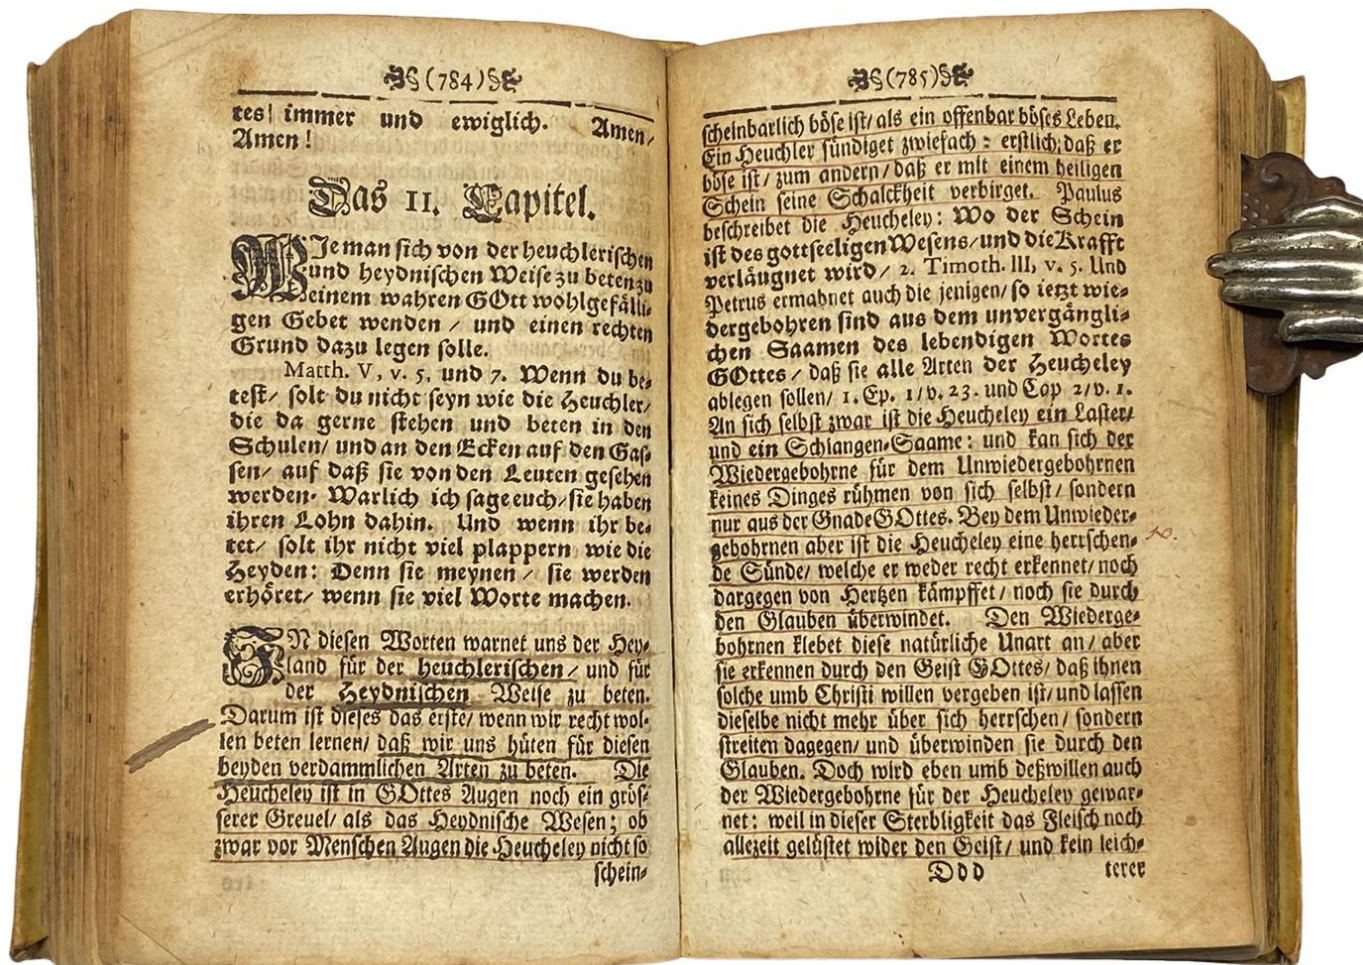 (784)
tes/ immer und ewiglich. Amen/
Amen!
Das II. Capitel.
WIe man sich von der heuchlerischen
und heydnischen Weise zu beten zu
einem wahren GOtt wohlgefälli-
gen Gebet wenden / und einen rechten
Grund dazu legen solle.
Matth. V, v. 5. und 7. Wenn du be-
test/ solt du nicht seyn wie die Heuchler/
die da gerne stehen und beten in den
Schulen/ und an den Ecken auf den Gas-
sen/ auf daß sie von den Leuten gesehen
werden. Warlich ich sage euch/ sie haben
ihren Lohn dahin. Und wenn ihr be-
tet/ solt ihr nicht viel plappern wie die
Heyden: Denn sie meynen / sie werden
erhöret/ wenn sie viel Worte machen.
IN diesen Worten warnet uns der Hey-
land für der heuchlerischen / und für
der Heydnischen Weise zu beten.
Darum ist dieses das erste/ wenn wir recht wol-
len beten lernen/ daß wir uns hüten für diesen
beyden verdammlichen Arten zu beten. Die
Heucheley ist in GOttes Augen noch ein grös-
serer Greuel/ als das Heydnische Wesen; ob
zwar vor Menschen Augen die Heucheley nicht so
schein-
(785)
scheinbarlich böse ist/ als ein offenbar böses Leben.
Ein Heuchler sündiget zwiefach: erstlich, daß er
böse ist/ zum andern/ daß er mit einem heiligen
Schein seine Schalckheit verbirget. Paulus
beschreibet die Heucheley: Wo der Schein
ist des gottseeligen Wesens/ und die Krafft
verläugnet wird/ 2. Timoth. III, v. 5. Und
Petrus ermahnet auch die jenigen/ so ietzt wie-
dergebohren sind aus dem unvergängli-
chen Saamen des lebendigen Wortes
GOttes / daß sie alle Arten der Heucheley
ablegen sollen/ 1. Ep. 1/ v. 23. und Cap 2/ v. 1.
An sich selbst zwar ist die Heucheley ein Laster/
und ein Schlangen-Saame: und kan sich der
Wiedergebohrne für dem Unwiedergebohrnen
keines Dinges rühmen von sich selbst/ sondern
nur aus der Gnade GOttes. Bey dem Unwieder-
gebohrnen aber ist die Heucheley eine herrschen-
de Sünde/ welche er weder recht erkennet/ noch
dargegen von Hertzen kämpffet/ noch sie durch
den Glauben überwindet. Den Wiederge-
bohrnen klebet diese natürliche Unart an/ aber
sie erkennen durch den Geist GOttes/ daß ihnen
solche umb Christi willen vergeben ist/ und lassen
dieselbe nicht mehr über sich herrschen/ sondern
streiten dagegen/ und überwinden sie durch den
Glauben. Doch wird eben umb deßwillen auch
der Wiedergebohrne für der Heucheley gewar-
net: weil in dieser Sterbligkeit das Fleisch noch
allezeit gelüstet wider den Geist/ und kein leich-
Ddd terer